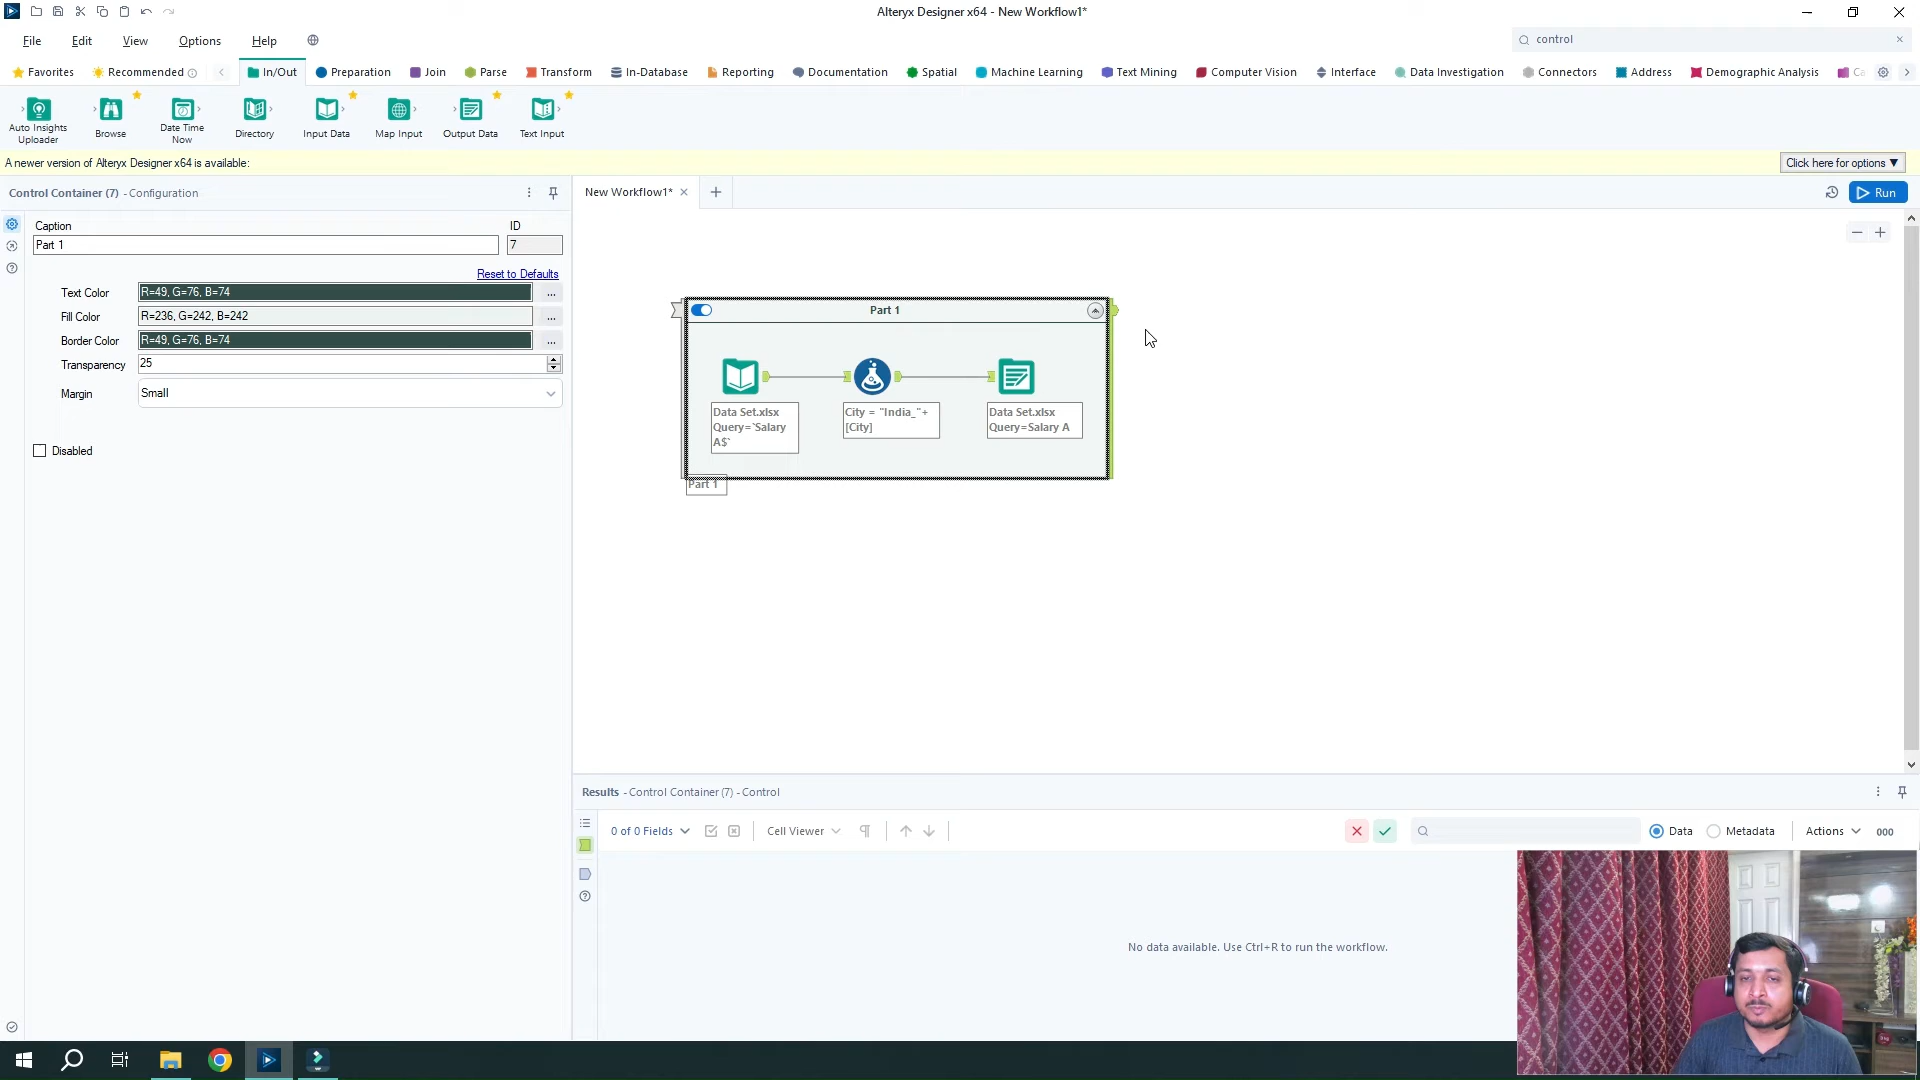 Alteryx Designer x64 - New Workflow1*
File Edit View Options Help
control
Favorites Recommended In/Out Preparation Join Parse Transform In-Database Reporting Documentation Spatial Machine Learning Text Mining Computer Vision Interface Data Investigation Connectors Address Demographic Analysis Ca
Auto Insights Uploader
Browse
Date Time Now
Directory
Input Data
Map Input
Output Data
Text Input
A newer version of Alteryx Designer x64 is available:
Click here for options ▼
Control Container (7) - Configuration
New Workflow1*
Run
Caption ID
Part 1 7
Reset to Defaults
Text Color R=49, G=76, B=74 ...
Fill Color R=236, G=242, B=242 ...
Border Color R=49, G=76, B=74 ...
Transparency 25
Margin Small
Disabled
Part 1
Data Set.xlsx
Query=`Salary
A$`
City = "India_"+
[City]
Data Set.xlsx
Query=Salary A
Part 1
Results - Control Container (7) - Control
0 of 0 Fields Cell Viewer Data Metadata Actions 000
No data available. Use Ctrl+R to run the workflow.